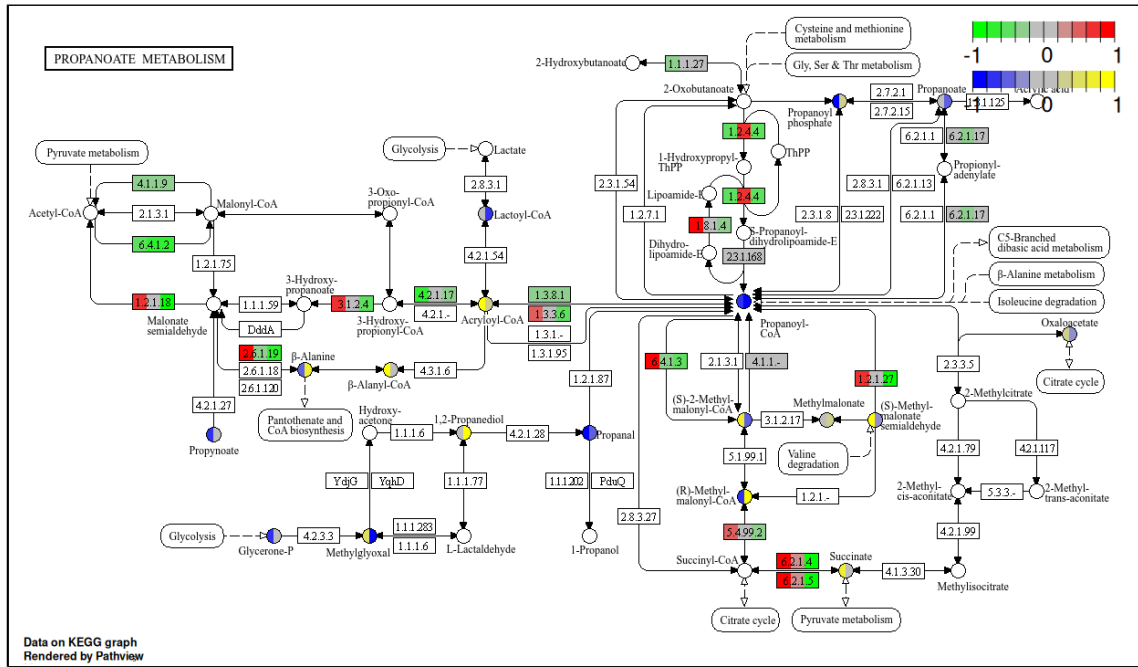 PROPANOATE METABOLISM
Cysteine and methionine
metabolism
Gly, Ser & Thr metabolism
-1 0 1
-1 0 1
2-Hydroxybutanoate
1.1.1.27
2-Oxobutanoate
Propanoyl
phosphate
2.7.2.1
2.7.2.15
Propanoate
1.3.1.125
Acrylic acid
Pyruvate metabolism
Glycolysis
Lactate
1.2.4.4
1-Hydroxypropyl-
ThPP
ThPP
6.2.1.1
6.2.1.17
Propionyl-
adenylate
4.1.1.9
Acetyl-CoA
2.1.3.1
Malonyl-CoA
6.4.1.2
3-Oxo-
propionyl-CoA
2.8.3.1
Lactoyl-CoA
2.3.1.54
1.2.7.1
Lipoamide-E
1.2.4.4
1.8.1.4
S-Propanoyl-
dihydrolipoamide-E
Dihydro-
lipoamide-E
2.3.1.168
2.8.3.1
6.2.1.13
2.3.1.8
2.3.1.222
6.2.1.1
6.2.1.17
1.2.1.75
4.2.1.54
C5-Branched
dibasic acid metabolism
β-Alanine metabolism
Isoleucine degradation
1.2.1.18
Malonate
semialdehyde
1.1.1.59
DddA
3-Hydroxy-
propanoate
3.1.2.4
3-Hydroxy-
propionyl-CoA
4.2.1.17
4.2.1.-
Acryloyl-CoA
1.3.8.1
1.3.3.6
1.3.1.-
1.3.1.95
Propanoyl-
CoA
Oxaloacetate
2.6.1.19
2.6.1.18
2.6.1.120
β-Alanine
β-Alanyl-CoA
4.3.1.6
1.2.1.87
6.4.1.3
2.1.3.1
4.1.1.-
1.2.1.27
2.3.3.5
Citrate cycle
4.2.1.27
Propynoate
Pantothenate and
CoA biosynthesis
Hydroxy-
acetone
1.1.1.6
1,2-Propanediol
4.2.1.28
Propanal
(S)-2-Methyl-
malonyl-CoA
3.1.2.17
Methylmalonate
(S)-Methyl-
malonate
semialdehyde
2-Methylcitrate
Valine
degradation
5.1.99.1
4.2.1.79
4.2.1.117
YdjG
YqhD
1.1.1.77
1.1.1.202
PduQ
(R)-Methyl-
malonyl-CoA
1.2.1.-
2-Methyl-
cis-aconitate
5.3.3.-
2-Methyl-
trans-aconitate
2.8.3.27
5.4.99.2
4.2.1.99
Glycolysis
Glycerone-P
4.2.3.3
Methylglyoxal
1.1.1.283
1.1.1.6
L-Lactaldehyde
1-Propanol
Succinyl-CoA
6.2.1.4
6.2.1.5
Succinate
4.1.3.30
Methylisocitrate
Citrate cycle
Pyruvate metabolism
Data on KEGG graph
Rendered by Pathview